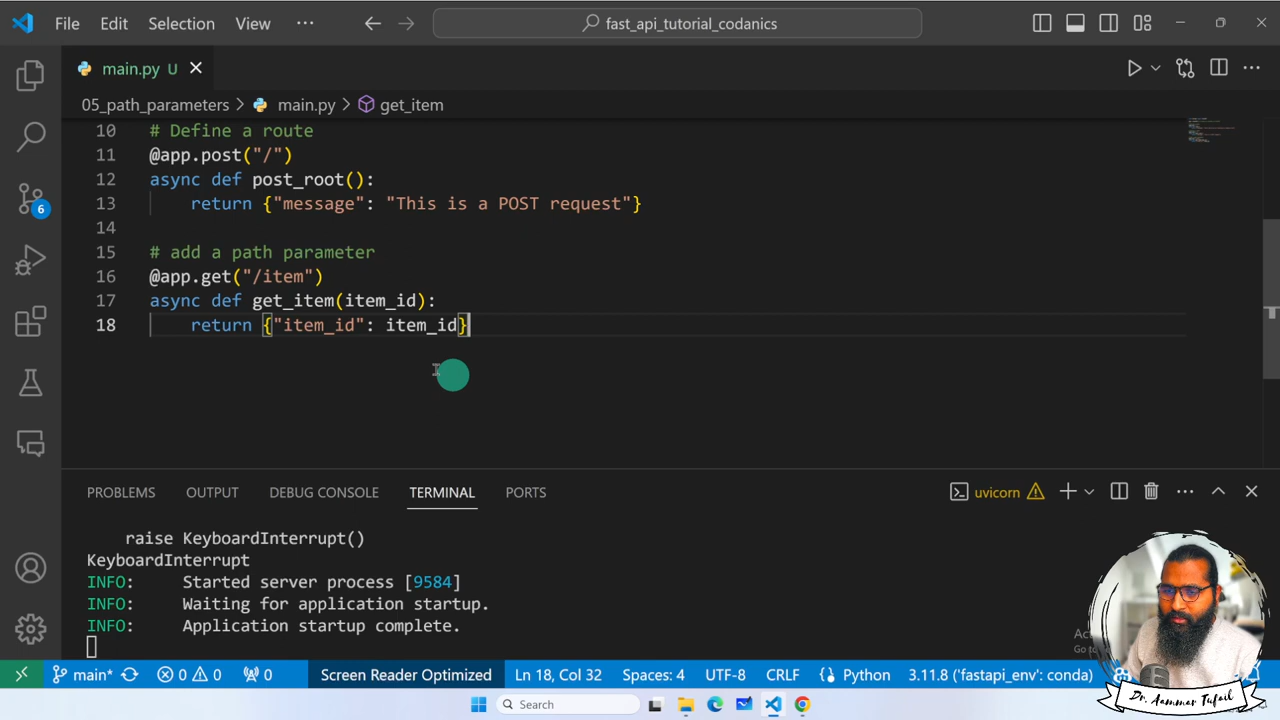 File Edit Selection View ··· fast_api_tutorial_codanics
main.py U
05_path_parameters > main.py > get_item
10 # Define a route
11 @app.post("/")
12 async def post_root():
13 return {"message": "This is a POST request"}
14
15 # add a path parameter
16 @app.get("/item")
17 async def get_item(item_id):
18 return {"item_id": item_id}
6
PROBLEMS OUTPUT DEBUG CONSOLE TERMINAL PORTS uvicorn
raise KeyboardInterrupt()
KeyboardInterrupt
INFO: Started server process [9584]
INFO: Waiting for application startup.
INFO: Application startup complete.
main* 0 0 0 Screen Reader Optimized Ln 18, Col 32 Spaces: 4 UTF-8 CRLF Python 3.11.8 ('fastapi_env': conda)
Dr. Aammar Tufail
Search